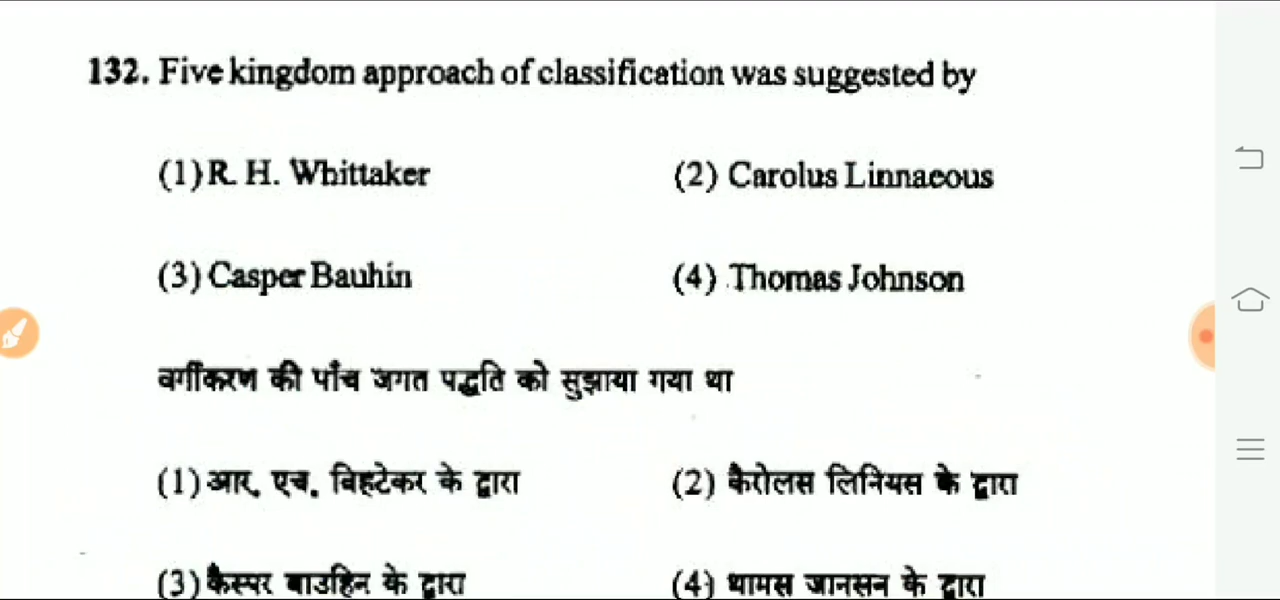 132. Five kingdom approach of classification was suggested by
(1) R. H. Whittaker (2) Carolus Linnaeous
(3) Casper Bauhin (4) Thomas Johnson
वर्गीकरण की पाँच जगत पद्धति को सुझाया गया था
(1) आर. एच. विहटेकर के द्वारा (2) कैरोलस लिनियस के द्वारा
(3) कैस्पर बाउहिन के द्वारा (4) थामस जानसन के द्वारा